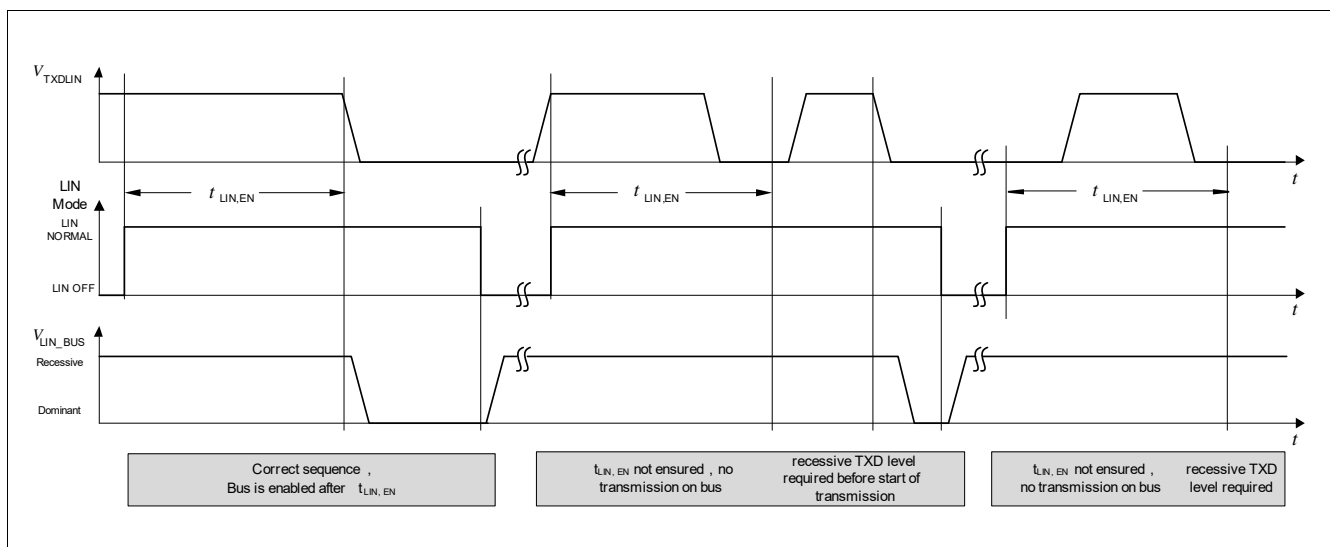 V TXDLIN
t LIN,EN
t LIN,EN
t LIN,EN
t
LIN
Mode
LIN
NORMAL
LIN OFF
t
V LIN_BUS
Recessive
Dominant
t
Correct sequence ,
Bus is enabled after t LIN, EN
t LIN, EN not ensured , no
transmission on bus
recessive TXD level
required before start of
transmission
t LIN, EN not ensured ,
no transmission on bus
recessive TXD
level required